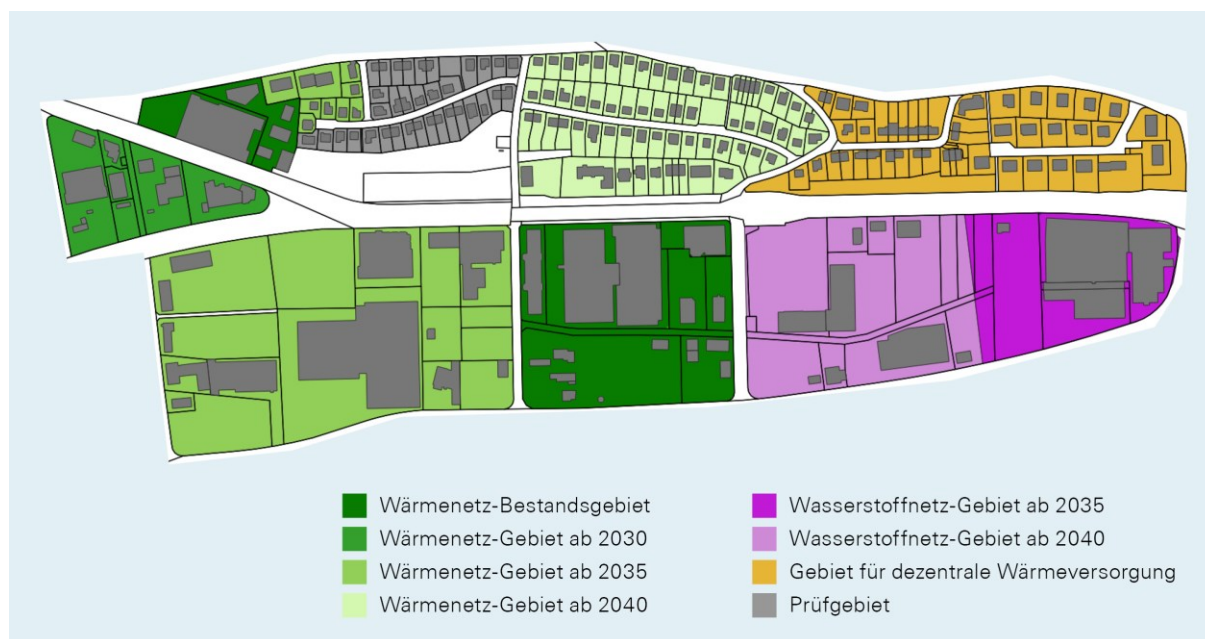 Wärmenetz-Bestandsgebiet
Wärmenetz-Gebiet ab 2030
Wärmenetz-Gebiet ab 2035
Wärmenetz-Gebiet ab 2040
Wasserstoffnetz-Gebiet ab 2035
Wasserstoffnetz-Gebiet ab 2040
Gebiet für dezentrale Wärmeversorgung
Prüfgebiet